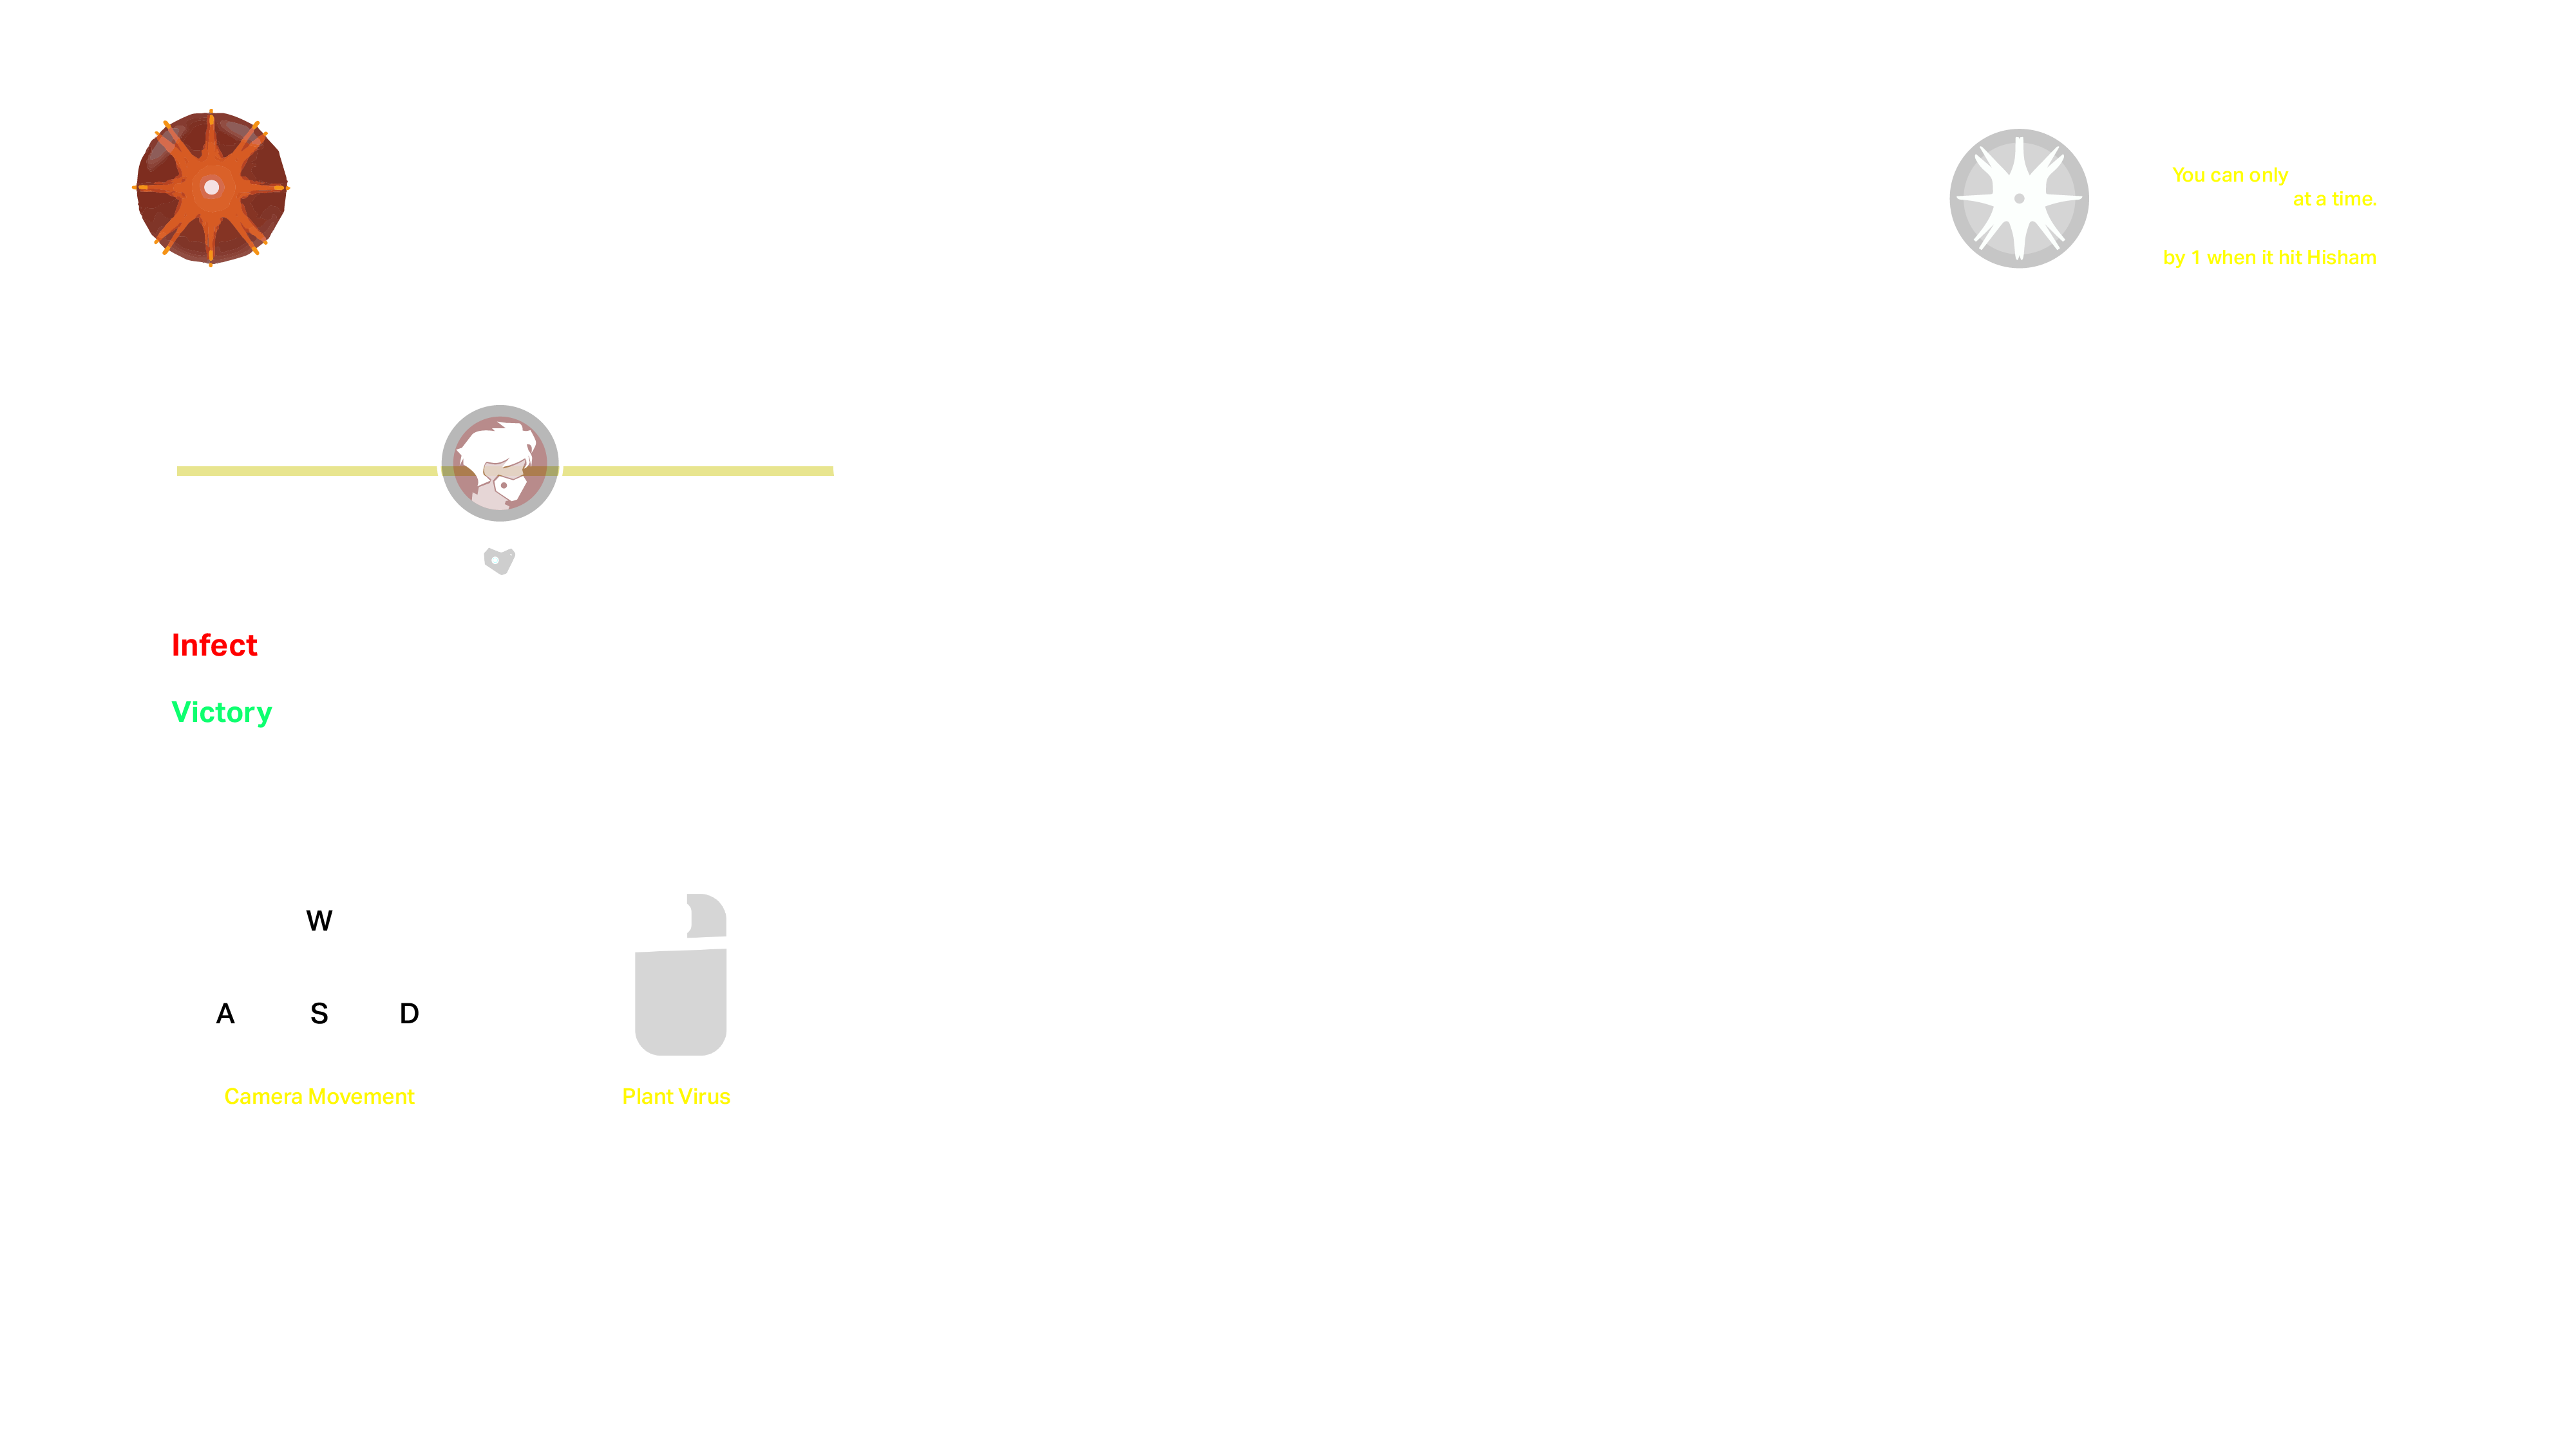 You can only
at a time.
by 1 when it hit Hisham
Infect
Victory
W
A S D
Camera Movement
Plant Virus